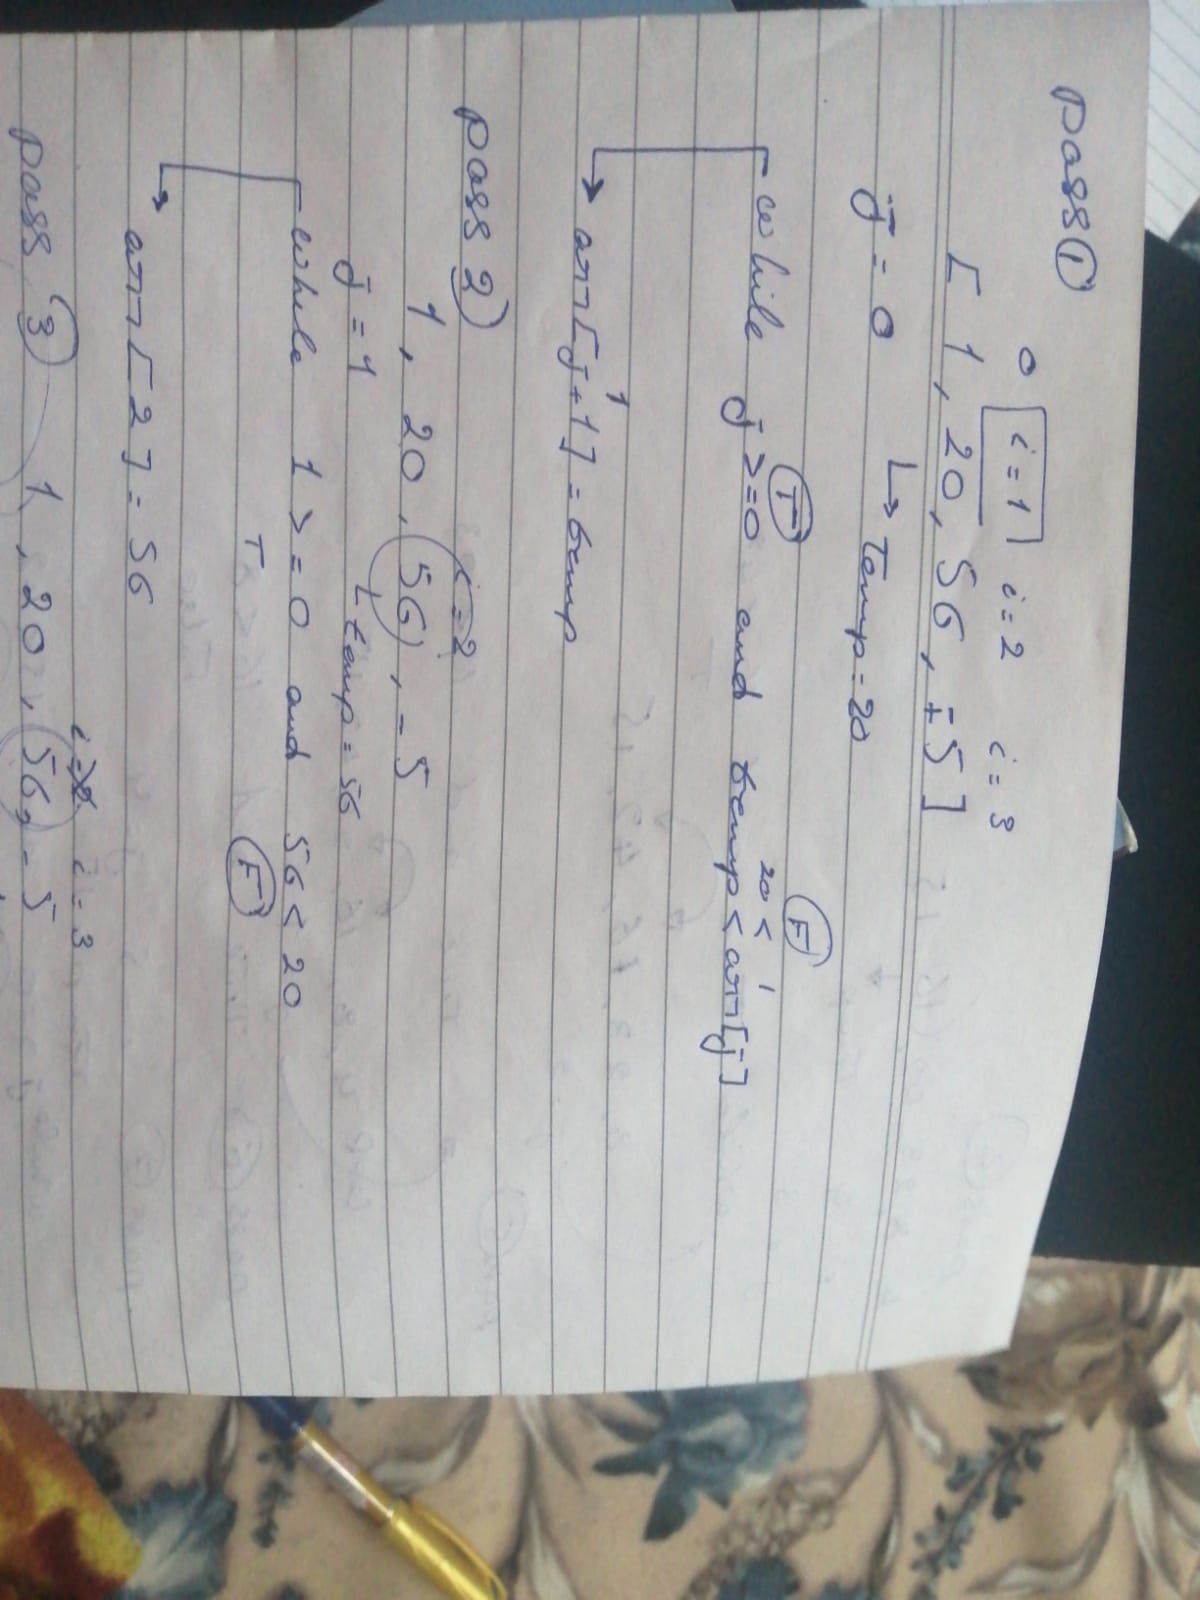 Pass ①
0 i=1 i=2 i=3
[ 1, 20, 56, -5 ]
j = 0 ↳ Temp = 20
T 20 < 1 F
while j >= 0 and temp < arr[j]
1
→ arr[j+1] = temp
Pass 2) i=2
1, 20, 56, -5
j = 1 temp = 56
while 1 >= 0 and 56 < 20
T F
arr[2] = 56
i=3
Pass 3 1, 20, 56, -5